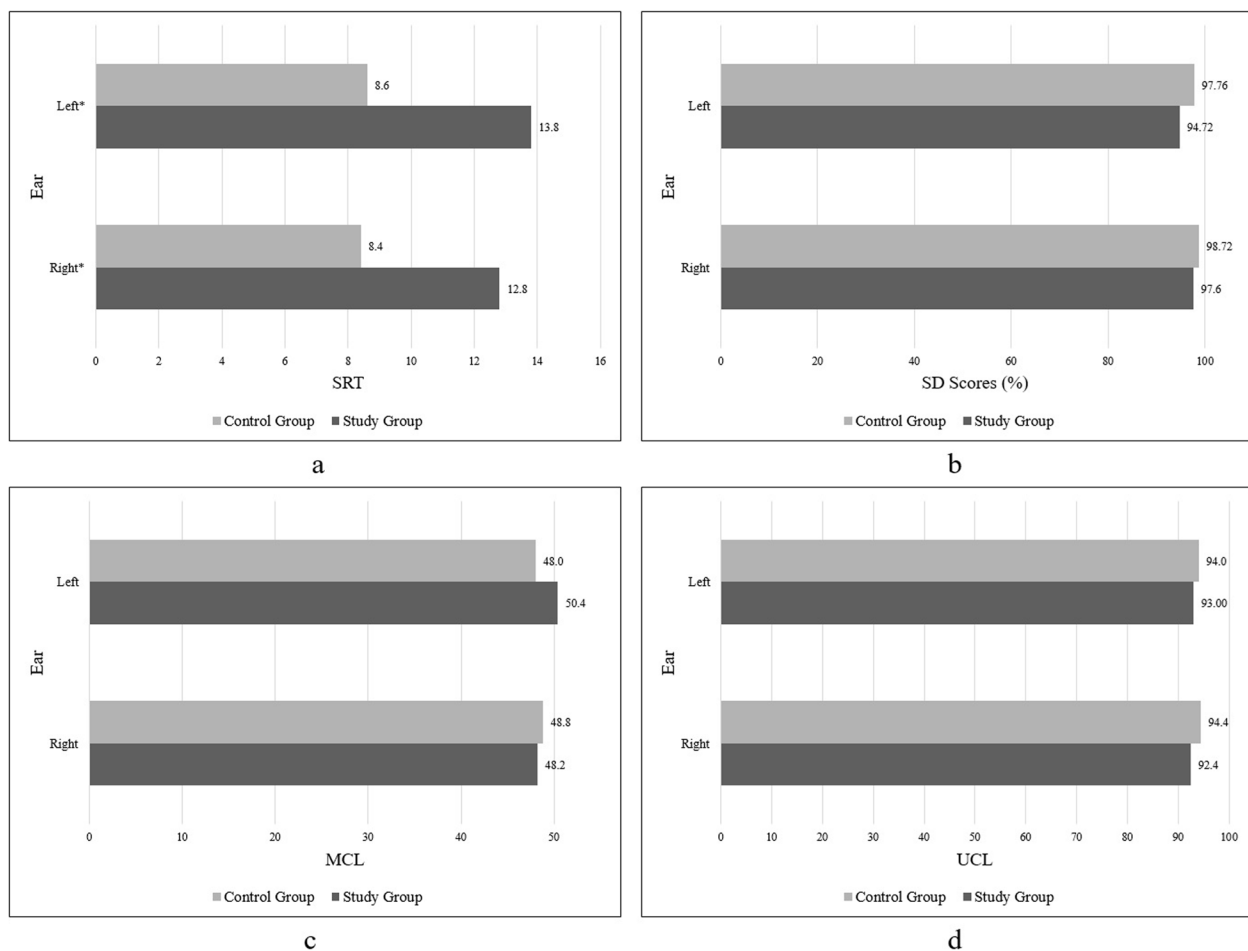 Left*
8.6
13.8
Ear
Right*
8.4
12.8
0 2 4 6 8 10 12 14 16
SRT
Control Group Study Group
a
Left
97.76
94.72
Ear
Right
98.72
97.6
0 20 40 60 80 100
SD Scores (%)
Control Group Study Group
b
Left
48.0
50.4
Ear
Right
48.8
48.2
0 10 20 30 40 50
MCL
Control Group Study Group
c
Left
94.0
93.00
Ear
Right
94.4
92.4
0 10 20 30 40 50 60 70 80 90 100
UCL
Control Group Study Group
d